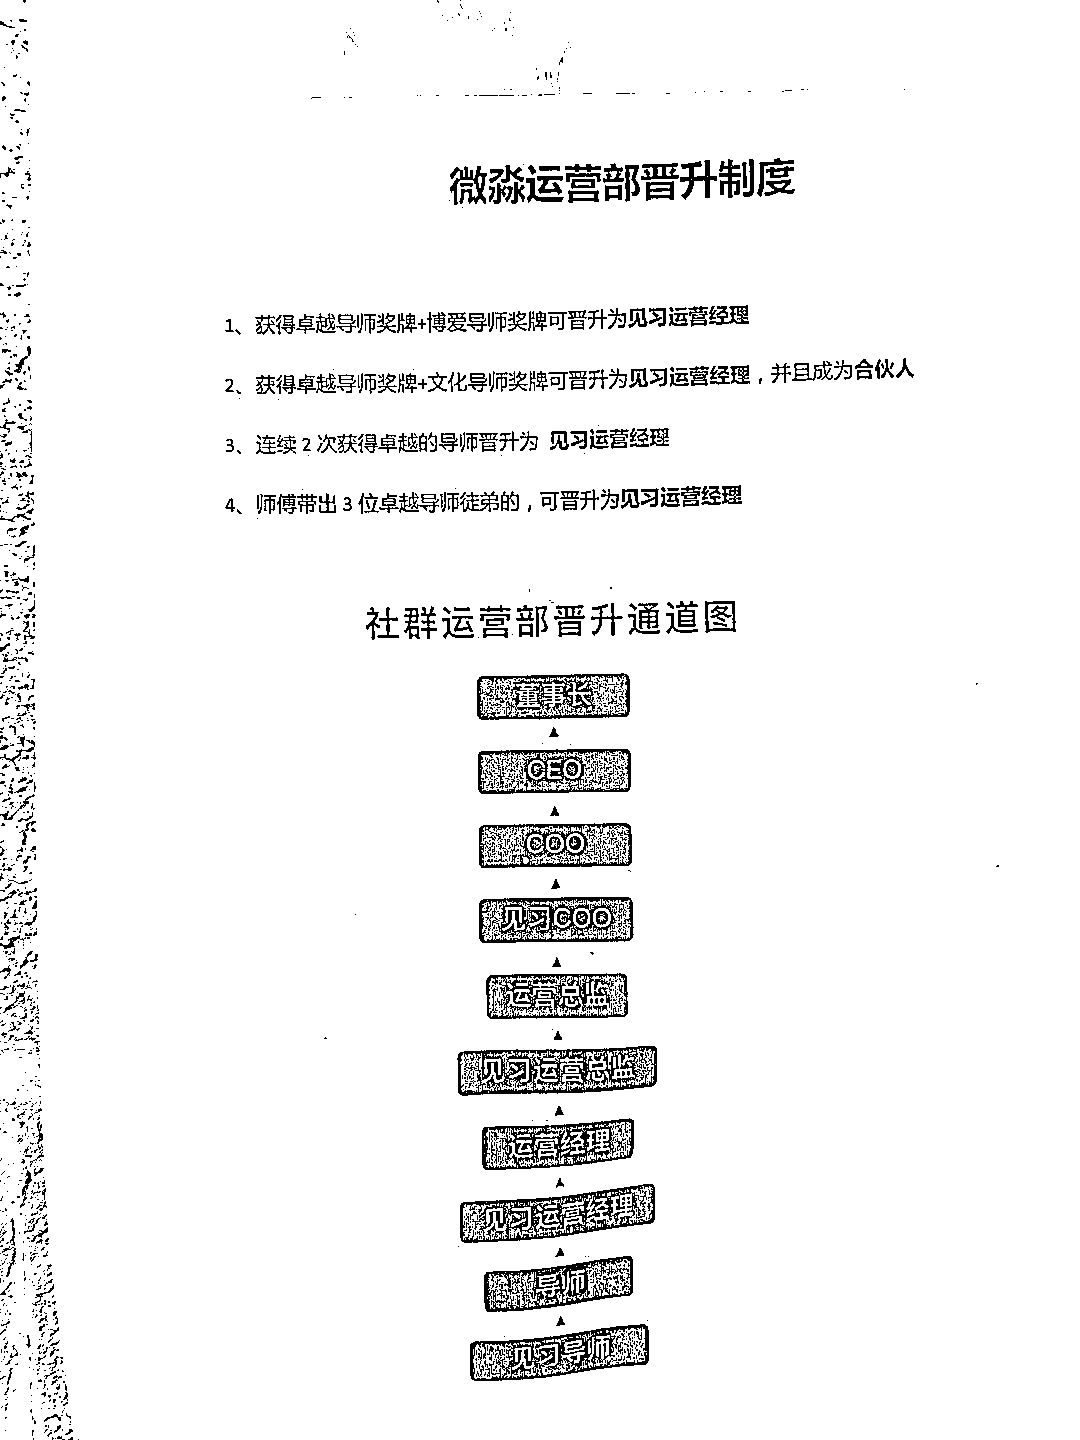 微淼运营部晋升制度
1、获得卓越导师奖牌+博爱导师奖牌可晋升为见习运营经理
2、获得卓越导师奖牌+文化导师奖牌可晋升为见习运营经理，并且成为合伙人
3、连续 2 次获得卓越的导师晋升为 见习运营经理
4、师傅带出 3 位卓越导师徒弟的，可晋升为见习运营经理
社群运营部晋升通道图
董事长
CEO
COO
见习COO
运营总监
见习运营总监
运营经理
见习运营经理
导师
见习导师